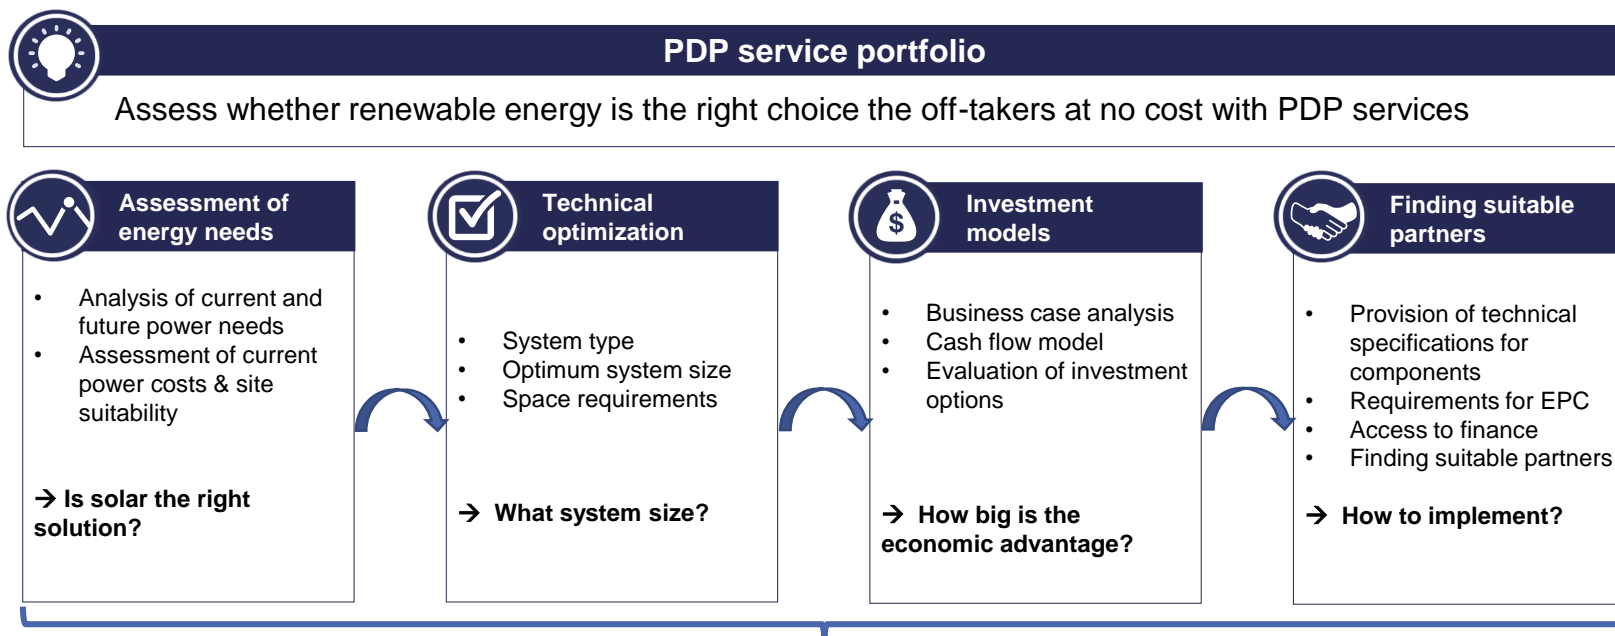 PDP service portfolio
Assess whether renewable energy is the right choice the off-takers at no cost with PDP services
Assessment of
energy needs
• Analysis of current and
future power needs
• Assessment of current
power costs & site
suitability
→ Is solar the right
solution?
Technical
optimization
• System type
• Optimum system size
• Space requirements
→ What system size?
$
Investment
models
• Business case analysis
• Cash flow model
• Evaluation of investment
options
→ How big is the
economic advantage?
Finding suitable
partners
• Provision of technical
specifications for
components
• Requirements for EPC
• Access to finance
• Finding suitable partners
→ How to implement?